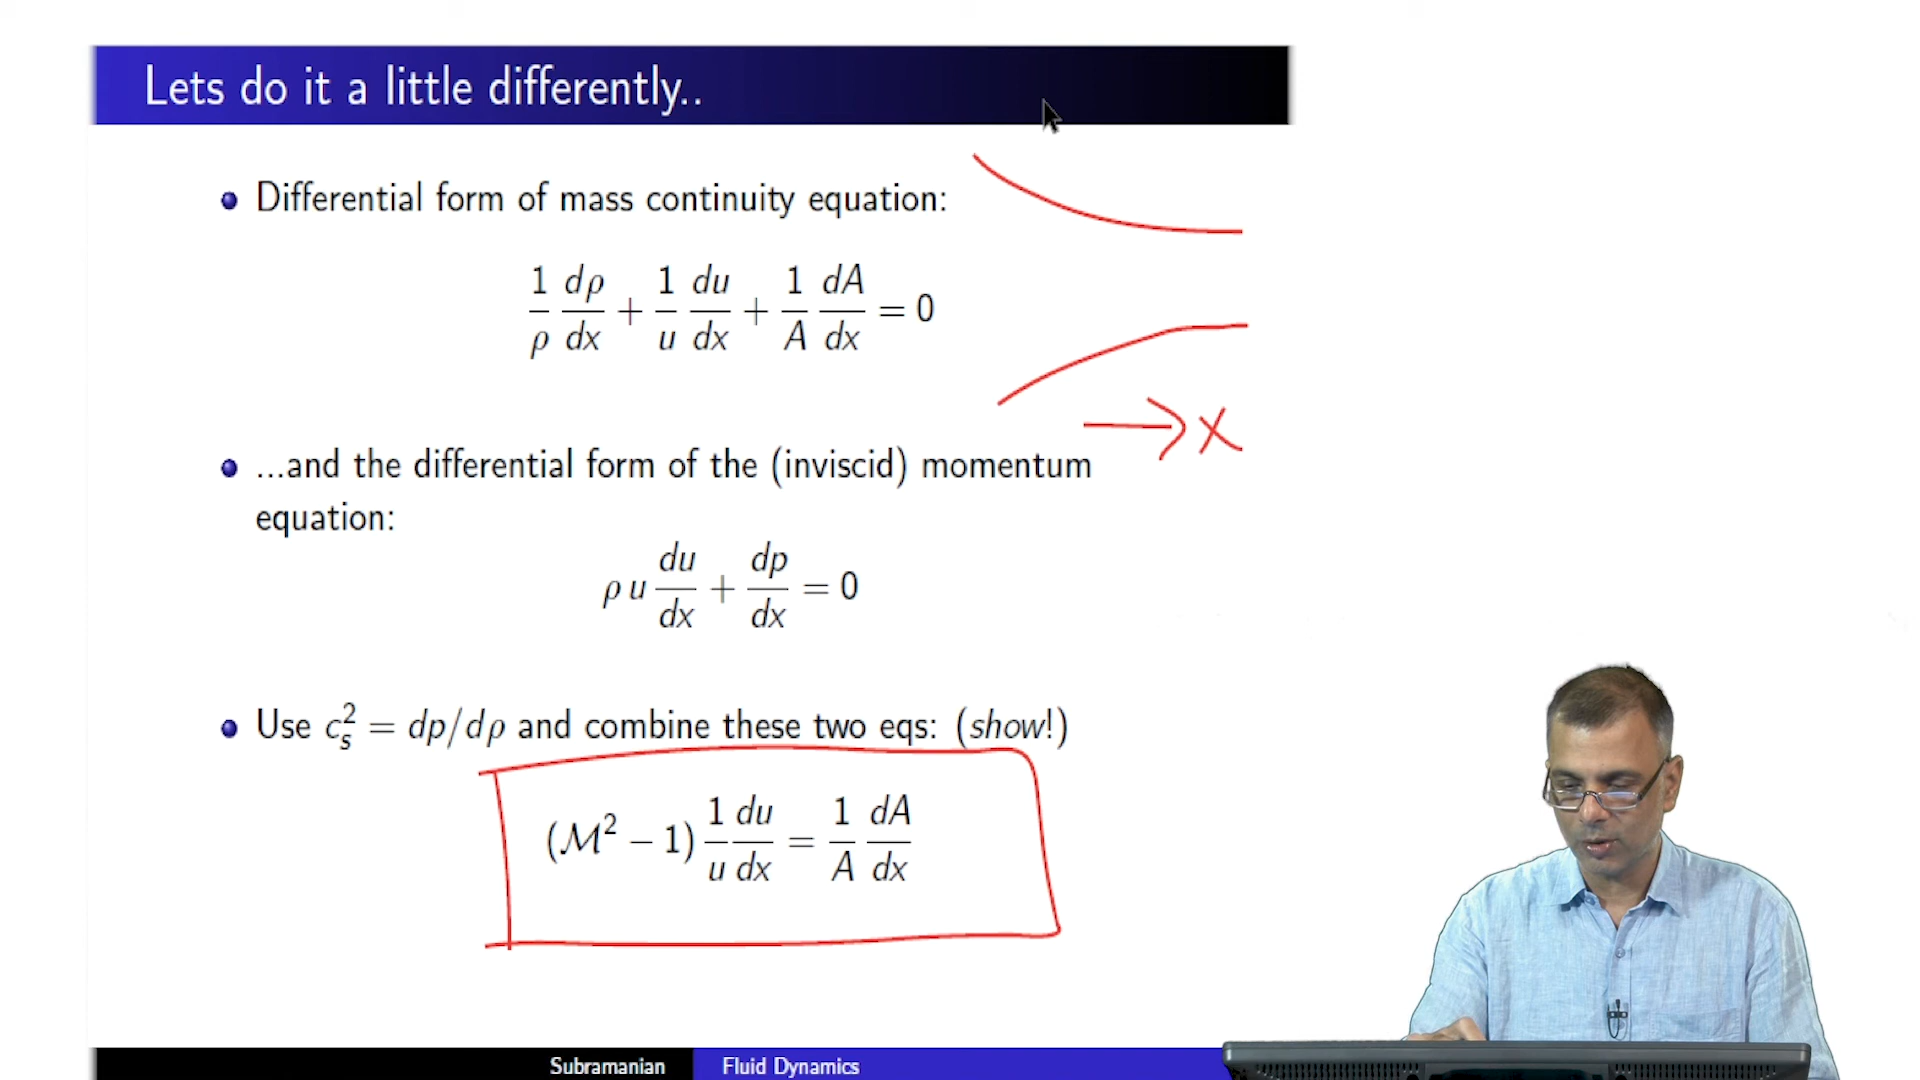 Lets do it a little differently..
Differential form of mass continuity equation:
1/ρ dρ/dx + 1/u du/dx + 1/A dA/dx = 0
→ x
...and the differential form of the (inviscid) momentum
equation:
ρ u du/dx + dp/dx = 0
Use c_s^2 = dp/dρ and combine these two eqs: (show!)
(M^2 − 1) 1/u du/dx = 1/A dA/dx
Subramanian Fluid Dynamics